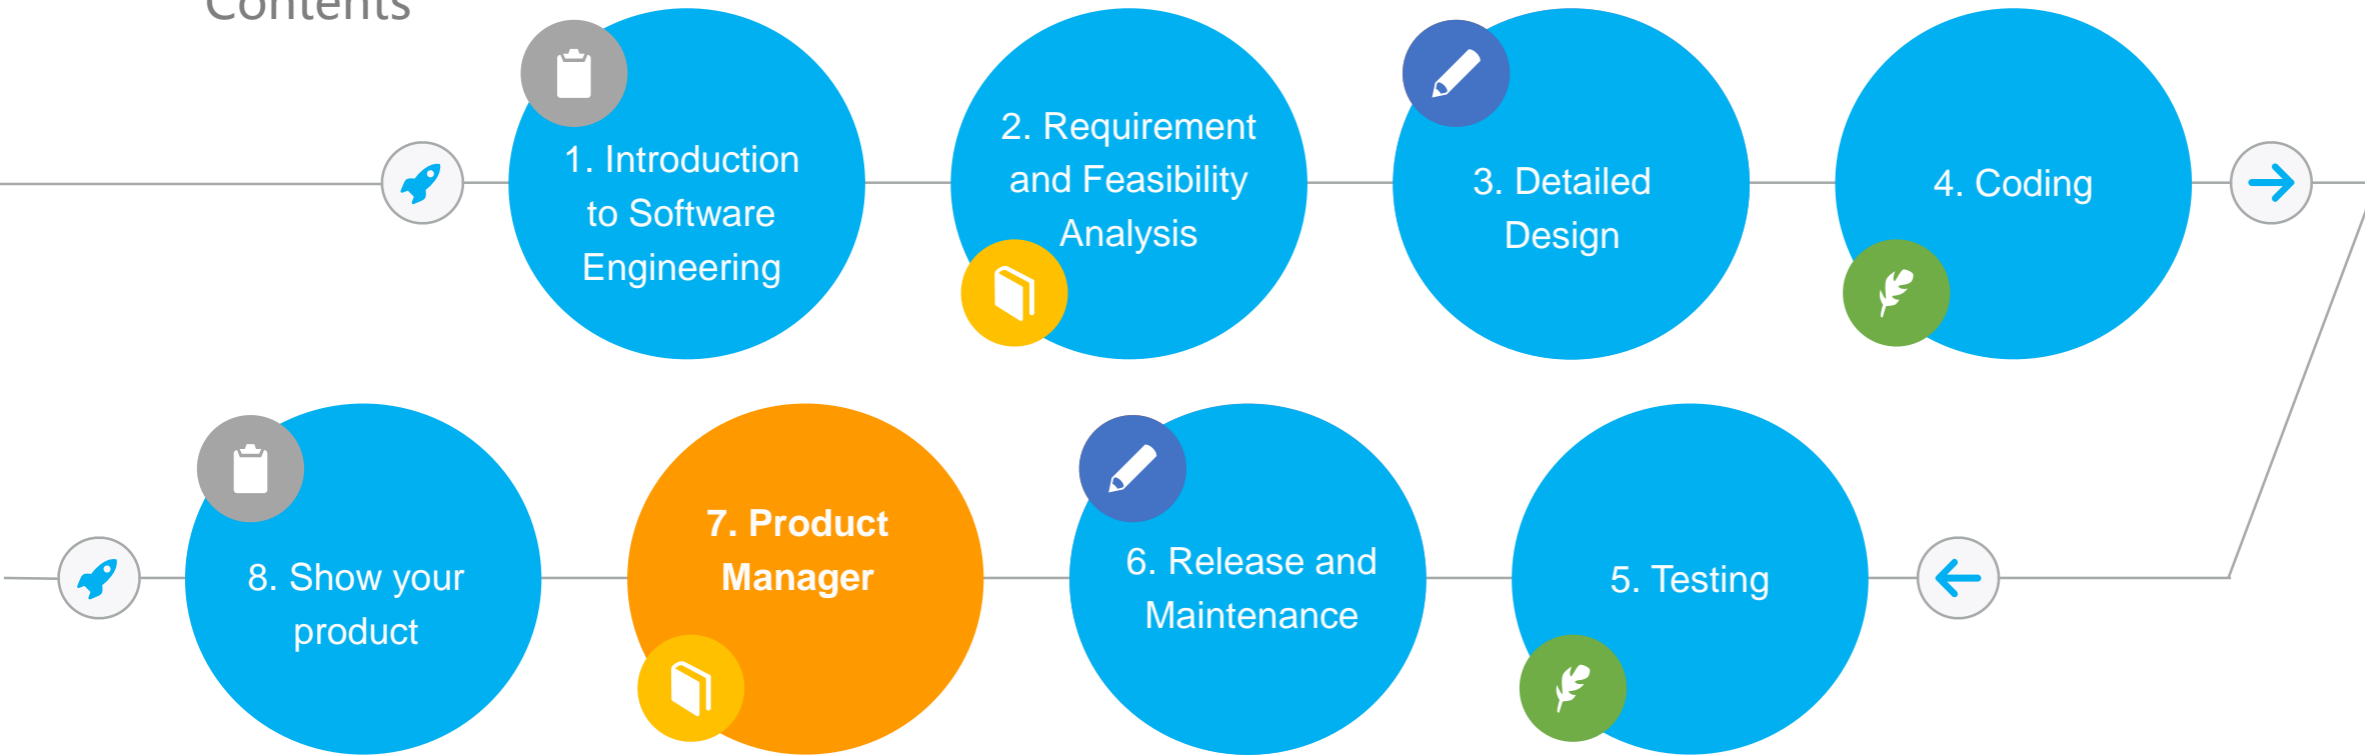 Contents
1. Introduction
to Software
Engineering
2. Requirement
and Feasibility
Analysis
3. Detailed
Design
4. Coding
8. Show your
product
7. Product
Manager
6. Release and
Maintenance
5. Testing